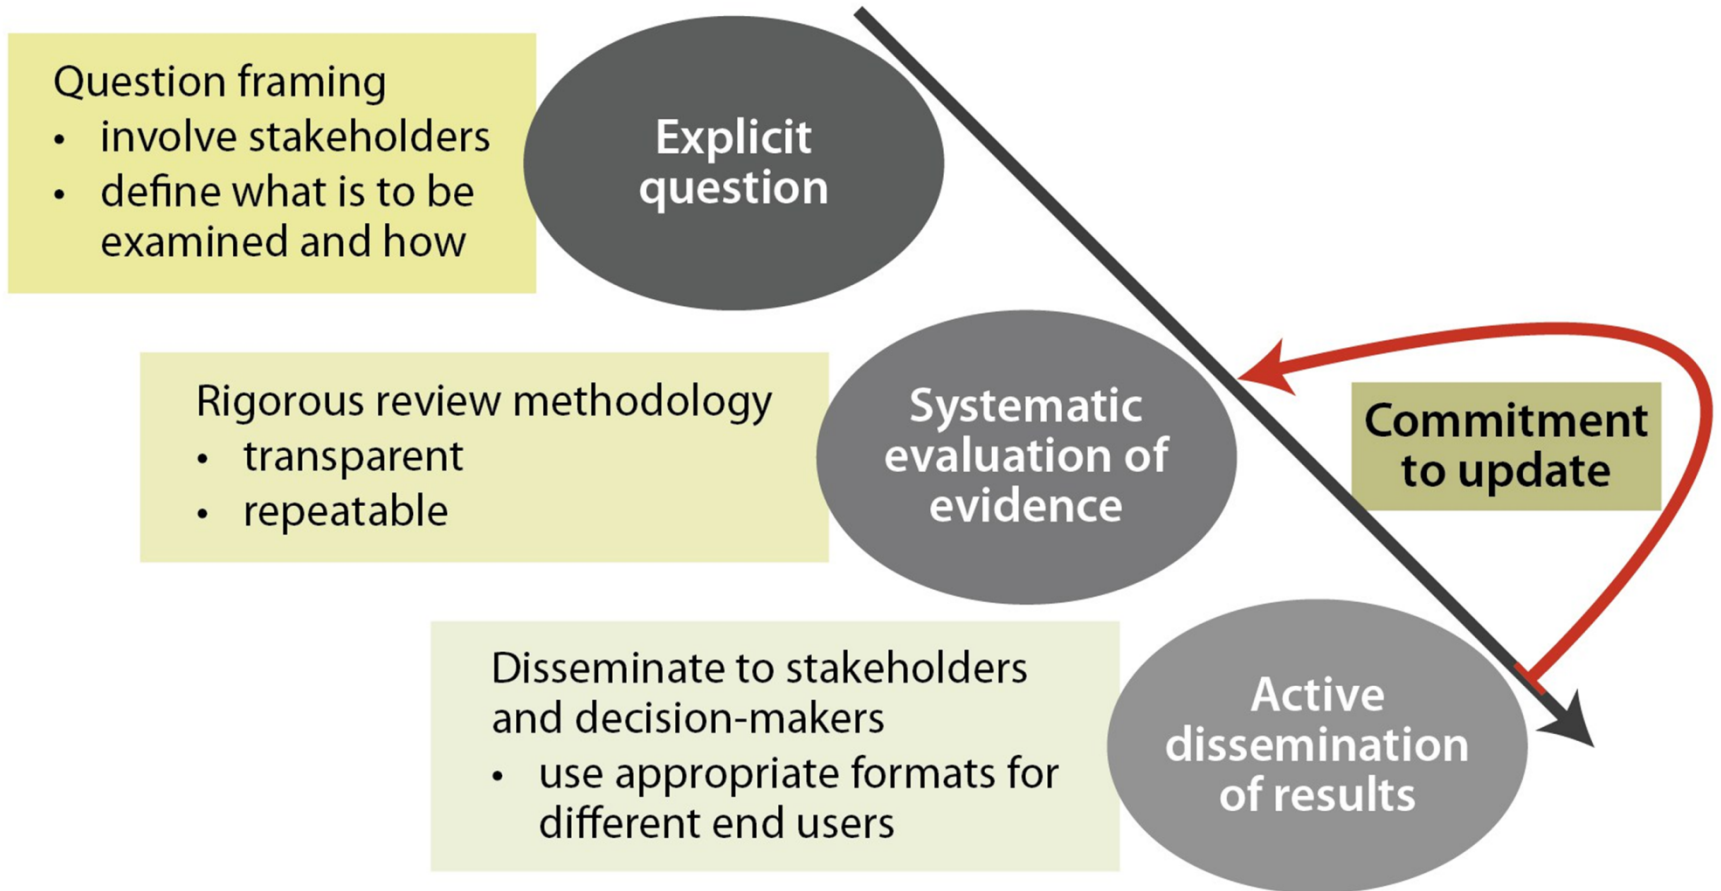 Question framing
• involve stakeholders
• define what is to be
examined and how
Explicit
question
Rigorous review methodology
• transparent
• repeatable
Systematic
evaluation of
evidence
Commitment
to update
Disseminate to stakeholders
and decision-makers
• use appropriate formats for
different end users
Active
dissemination
of results